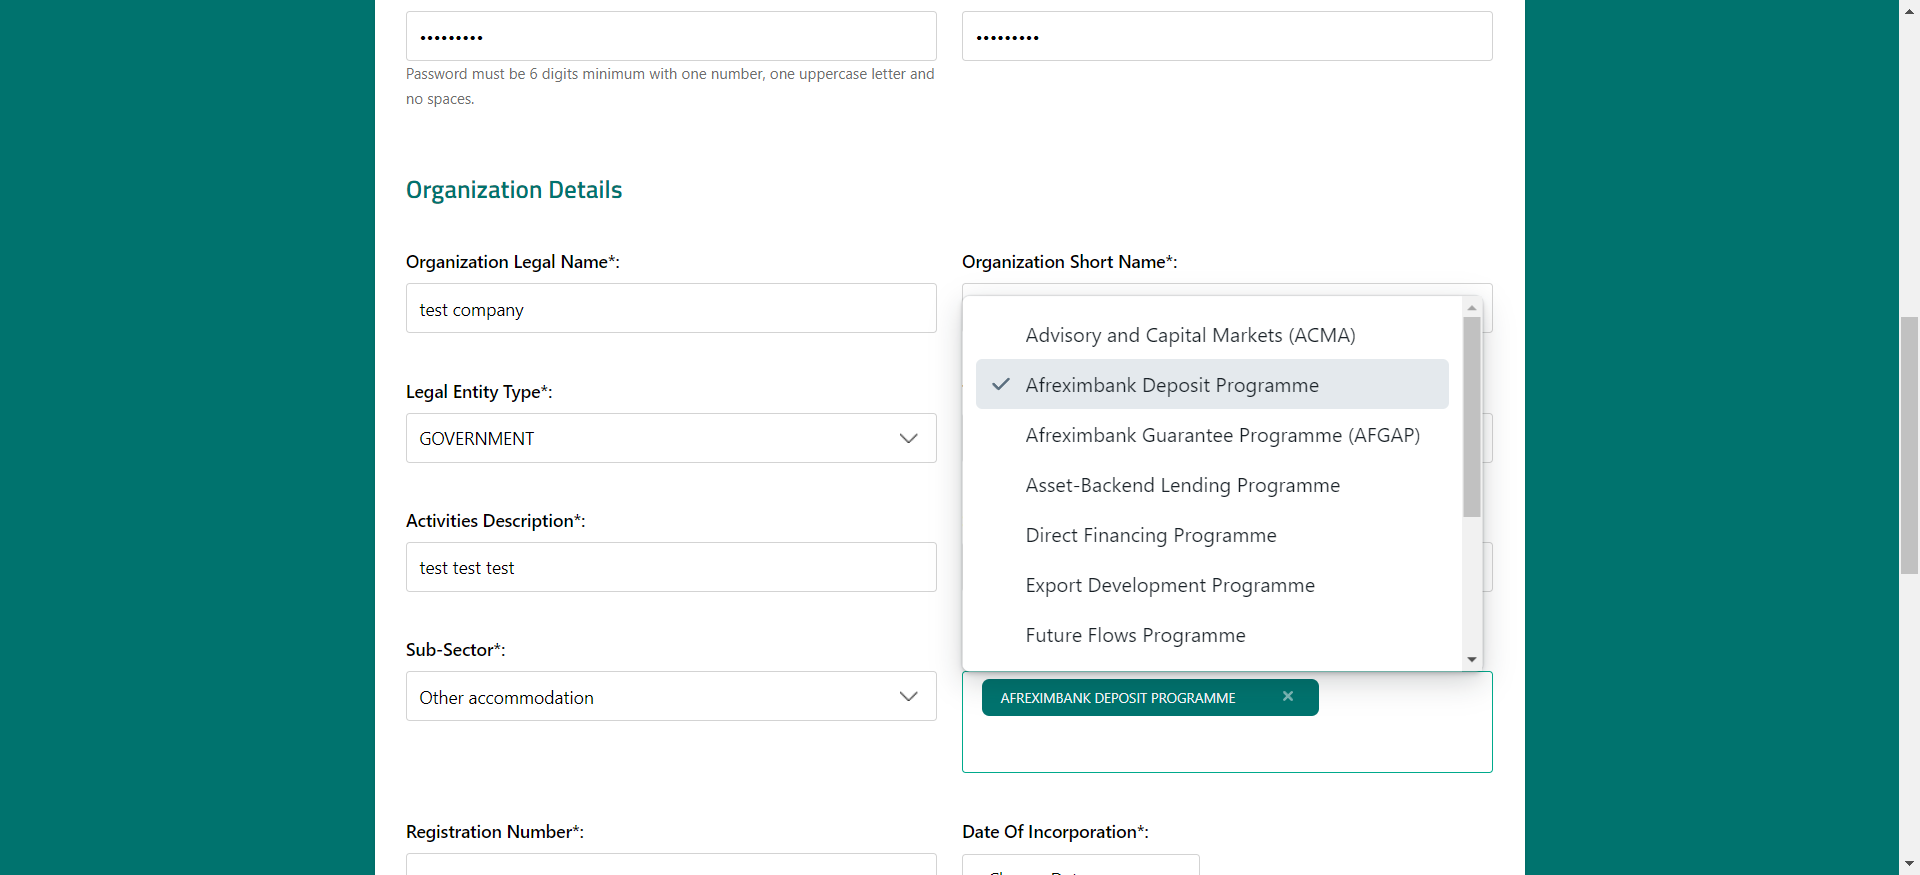 •••••••••
•••••••••
Password must be 6 digits minimum with one number, one uppercase letter and
no spaces.
Organization Details
Organization Legal Name*:
Organization Short Name*:
test company
Legal Entity Type*:
GOVERNMENT
Activities Description*:
test test test
Sub-Sector*:
Other accommodation
Advisory and Capital Markets (ACMA)
Afreximbank Deposit Programme
Afreximbank Guarantee Programme (AFGAP)
Asset-Backend Lending Programme
Direct Financing Programme
Export Development Programme
Future Flows Programme
AFREXIMBANK DEPOSIT PROGRAMME
Registration Number*:
Date Of Incorporation*: